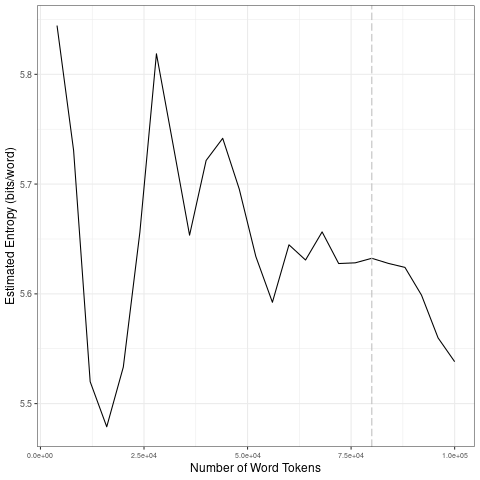 Estimated Entropy (bits/word)
5.8
5.7
5.6
5.5
0.0e+00 2.5e+04 5.0e+04 7.5e+04 1.0e+05
Number of Word Tokens